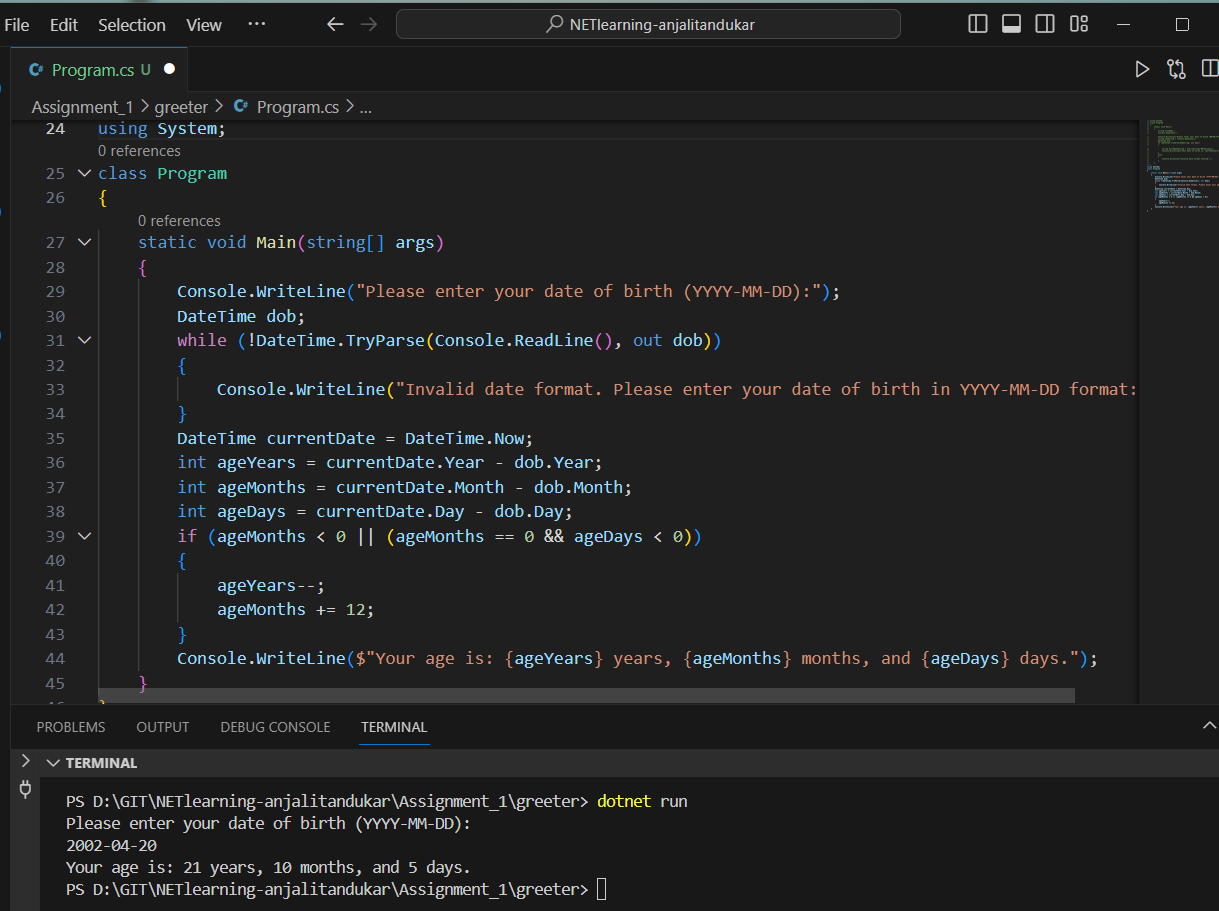 File Edit Selection View ··· NETlearning-anjalitandukar
C# Program.cs U
Assignment_1 > greeter > C# Program.cs > ...
24 using System;
0 references
25 class Program
26 {
0 references
27 static void Main(string[] args)
28 {
29 Console.WriteLine("Please enter your date of birth (YYYY-MM-DD):");
30 DateTime dob;
31 while (!DateTime.TryParse(Console.ReadLine(), out dob))
32 {
33 Console.WriteLine("Invalid date format. Please enter your date of birth in YYYY-MM-DD format:
34 }
35 DateTime currentDate = DateTime.Now;
36 int ageYears = currentDate.Year - dob.Year;
37 int ageMonths = currentDate.Month - dob.Month;
38 int ageDays = currentDate.Day - dob.Day;
39 if (ageMonths < 0 || (ageMonths == 0 && ageDays < 0))
40 {
41 ageYears--;
42 ageMonths += 12;
43 }
44 Console.WriteLine($"Your age is: {ageYears} years, {ageMonths} months, and {ageDays} days.");
45 }
PROBLEMS OUTPUT DEBUG CONSOLE TERMINAL
TERMINAL
PS D:\GIT\NETlearning-anjalitandukar\Assignment_1\greeter> dotnet run
Please enter your date of birth (YYYY-MM-DD):
2002-04-20
Your age is: 21 years, 10 months, and 5 days.
PS D:\GIT\NETlearning-anjalitandukar\Assignment_1\greeter>